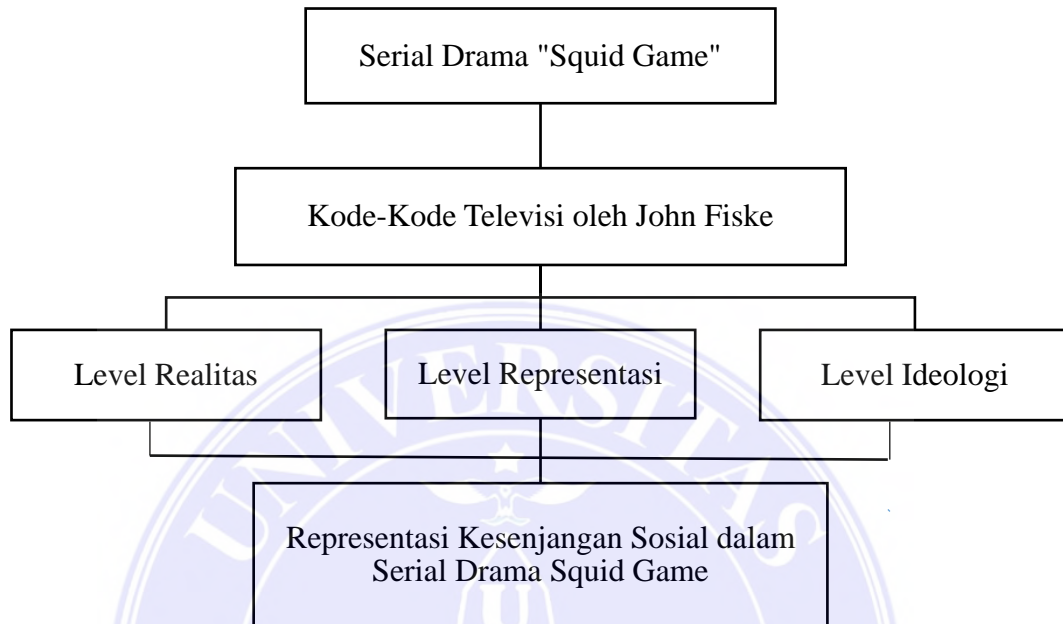 Serial Drama "Squid Game"
Kode-Kode Televisi oleh John Fiske
Level Realitas
Level Representasi
Level Ideologi
UNIVERSITAS
Representasi Kesenjangan Sosial dalam
Serial Drama Squid Game